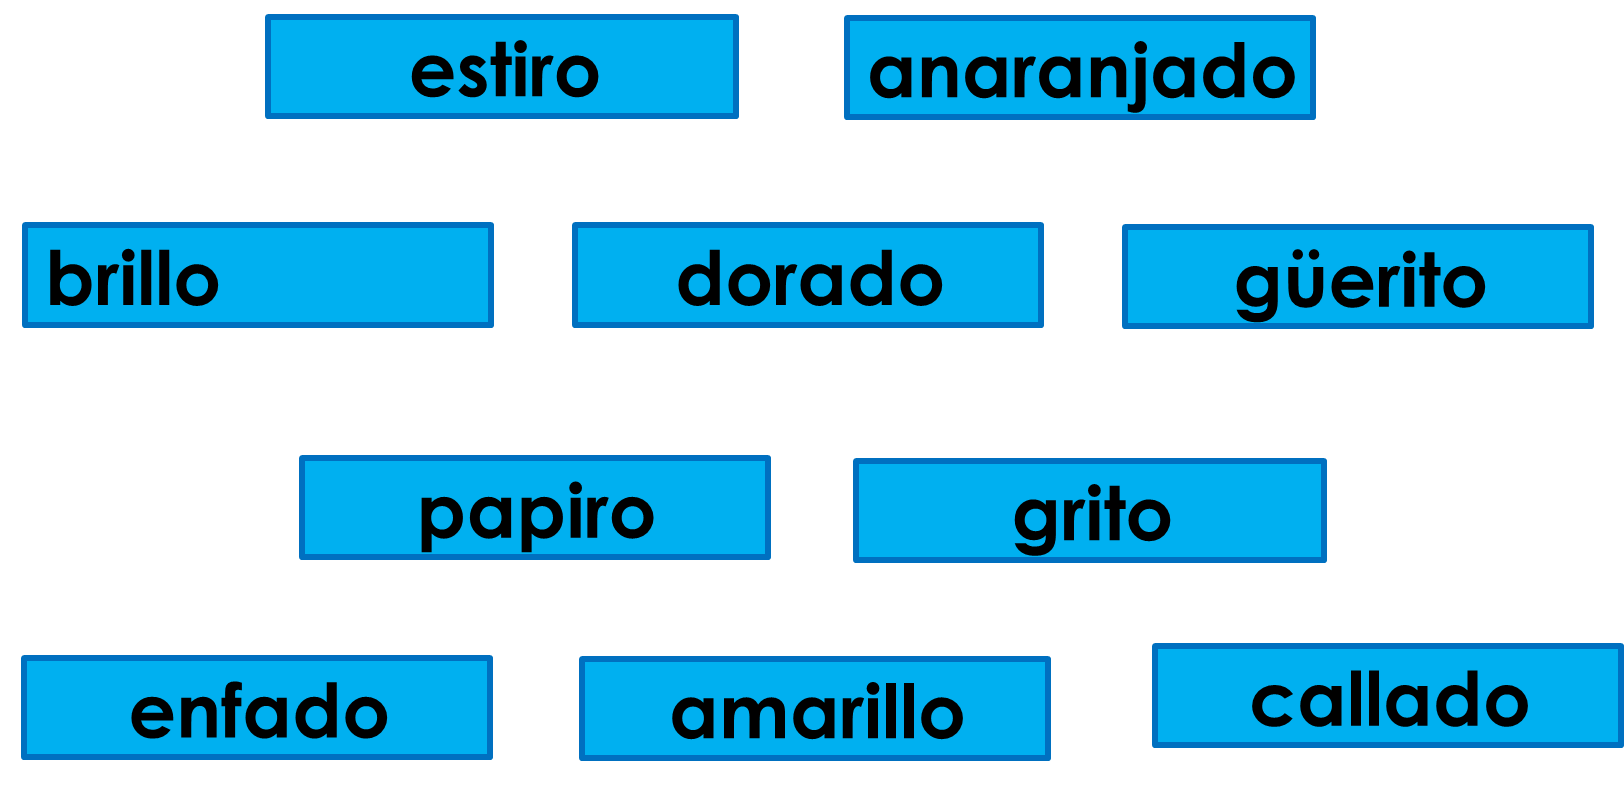 estiro
anaranjado
brillo
dorado
güerito
papiro
grito
enfado
amarillo
callado